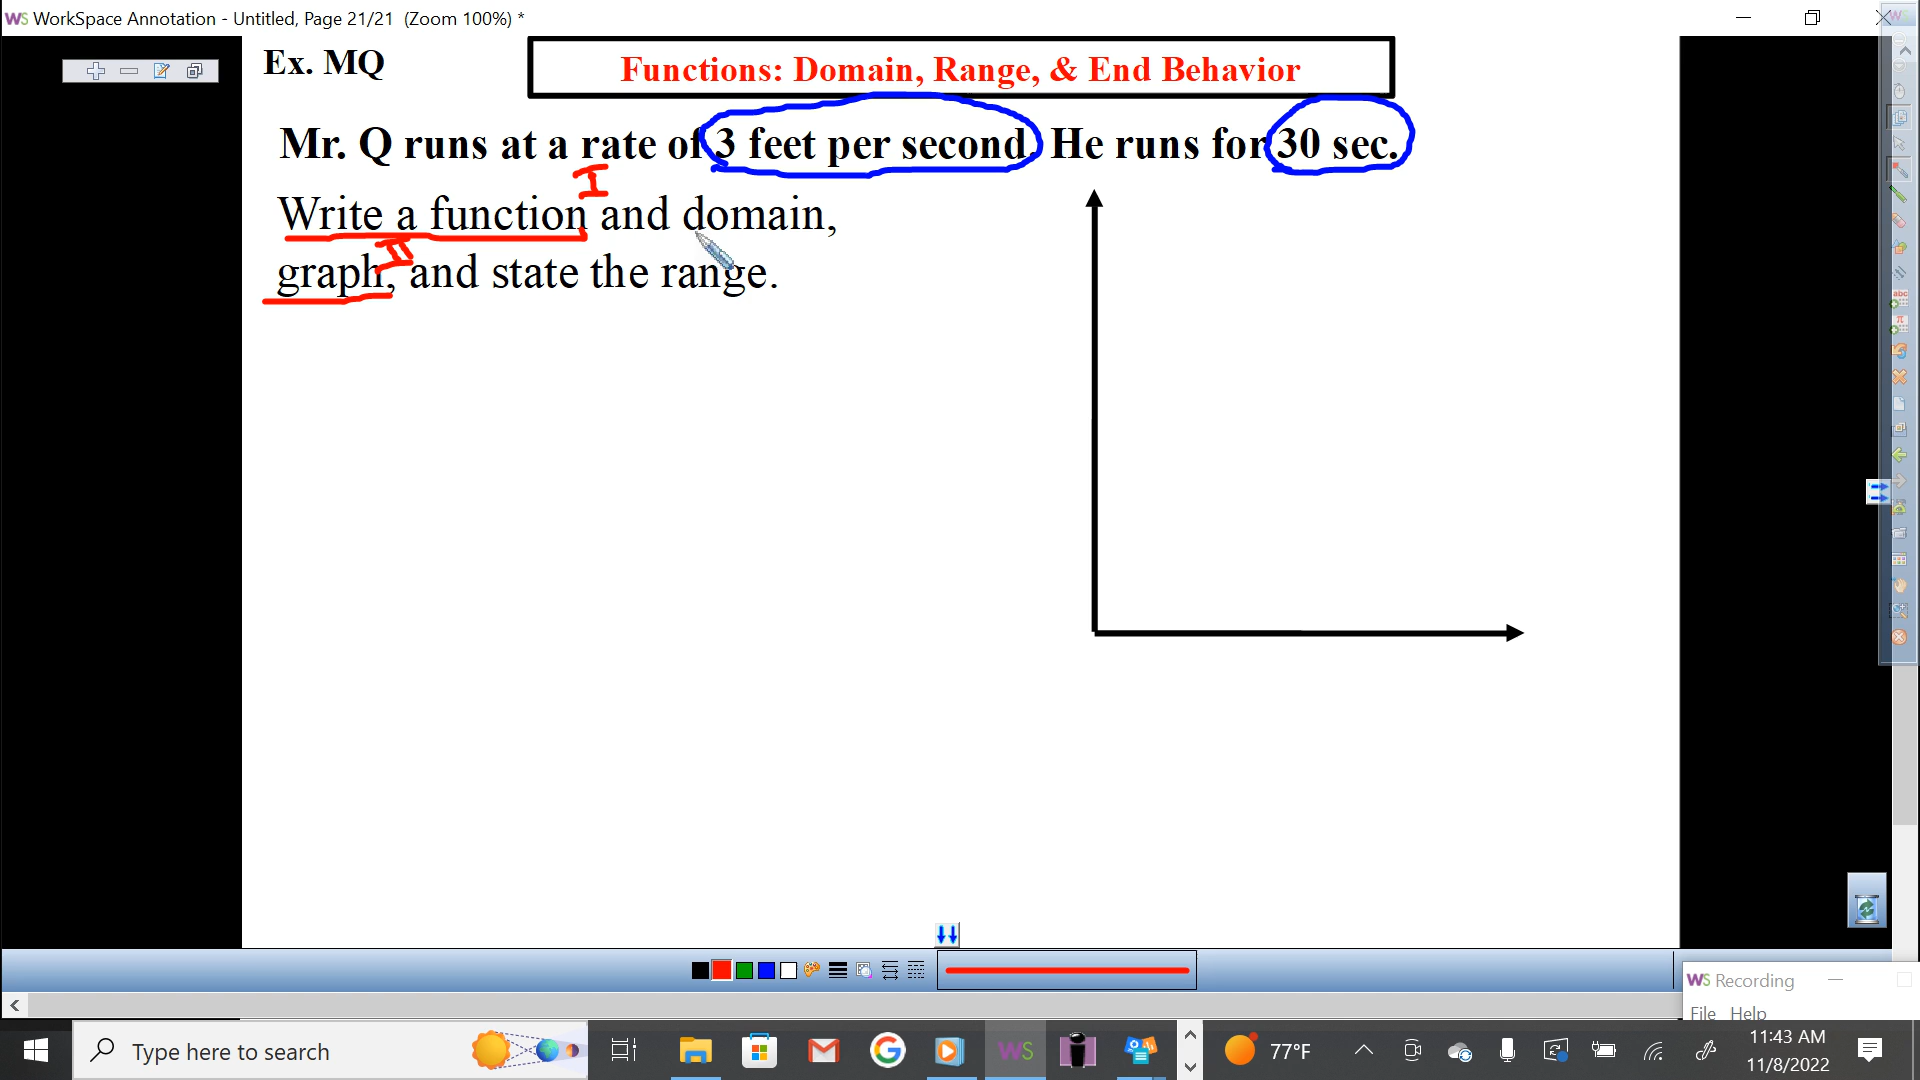 WS WorkSpace Annotation - Untitled, Page 21/21 (Zoom 100%) *
Ex. MQ
Functions: Domain, Range, & End Behavior
Mr. Q runs at a rate of 3 feet per second. He runs for 30 sec.
I
Write a function and domain,
II
graph, and state the range.
WS Recording
File Help
Type here to search
WS
77°F
11:43 AM
11/8/2022